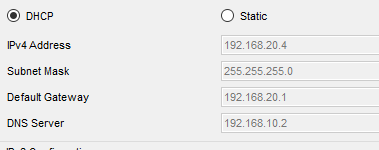 DHCP Static
IPv4 Address 192.168.20.4
Subnet Mask 255.255.255.0
Default Gateway 192.168.20.1
DNS Server 192.168.10.2